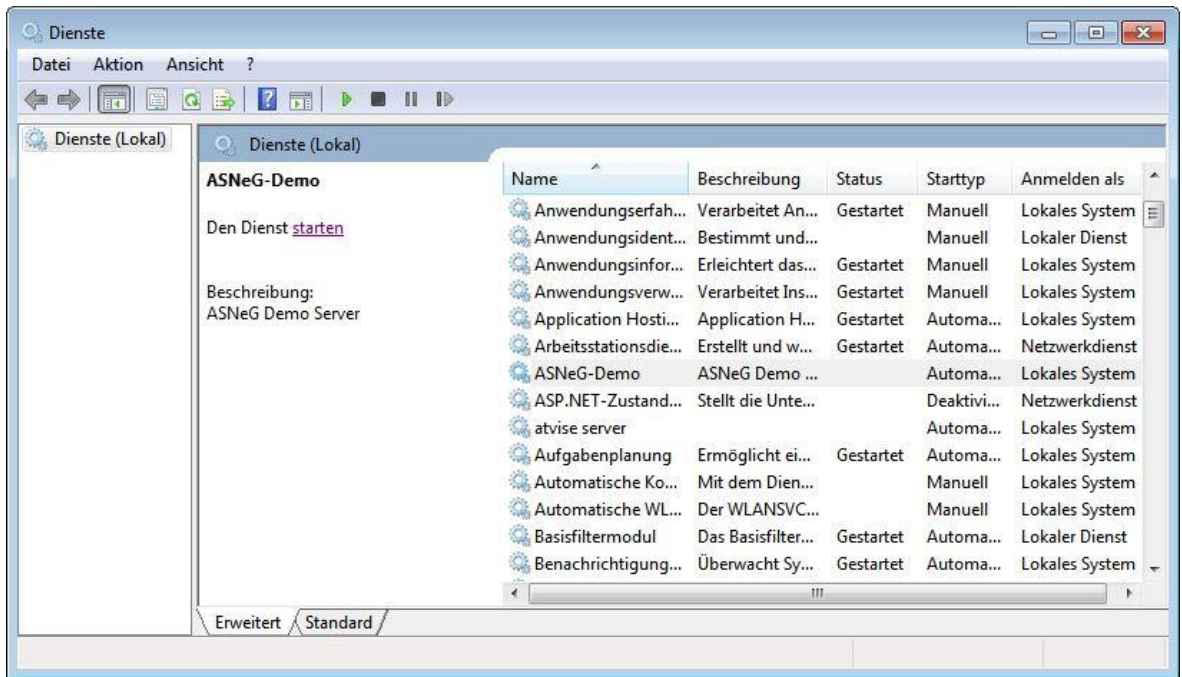 Dienste
Datei Aktion Ansicht ?
Dienste (Lokal)
Dienste (Lokal)
ASNeG-Demo
Den Dienst starten
Beschreibung:
ASNeG Demo Server
Name Beschreibung Status Starttyp Anmelden als
Anwendungserfah... Verarbeitet An... Gestartet Manuell Lokales System
Anwendungsident... Bestimmt und... Manuell Lokaler Dienst
Anwendungsinfor... Erleichtert das... Gestartet Manuell Lokales System
Anwendungsverw... Verarbeitet Ins... Gestartet Manuell Lokales System
Application Hosti... Application H... Gestartet Automa... Lokales System
Arbeitsstationsdie... Erstellt und w... Gestartet Automa... Netzwerkdienst
ASNeG-Demo ASNeG Demo ... Automa... Lokales System
ASP.NET-Zustand... Stellt die Unte... Deaktivi... Netzwerkdienst
atvise server Automa... Lokales System
Aufgabenplanung Ermöglicht ei... Gestartet Automa... Lokales System
Automatische Ko... Mit dem Dien... Manuell Lokales System
Automatische WL... Der WLANSVC... Manuell Lokales System
Basisfiltermodul Das Basisfilter... Gestartet Automa... Lokaler Dienst
Benachrichtigung... Überwacht Sy... Gestartet Automa... Lokales System
Erweitert Standard